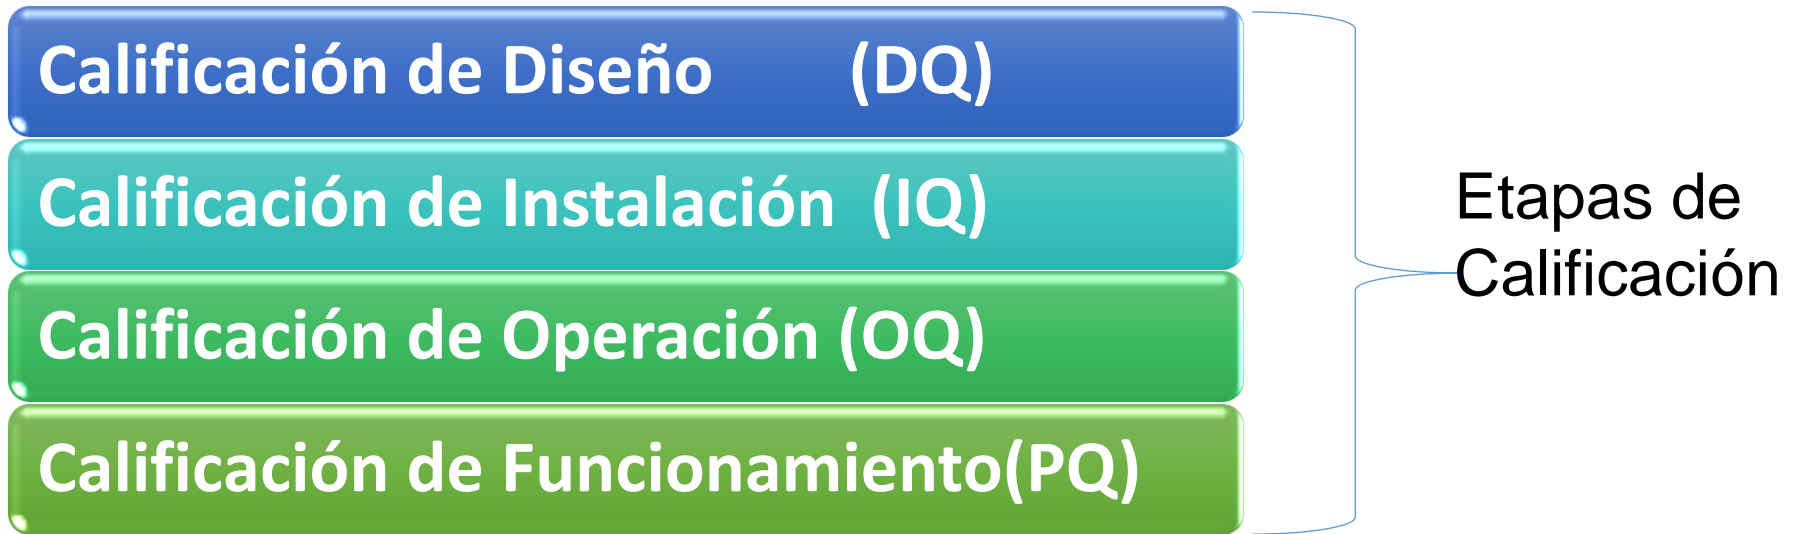 Calificación de Diseño (DQ)
Calificación de Instalación (IQ)
Calificación de Operación (OQ)
Calificación de Funcionamiento(PQ)
Etapas de
Calificación